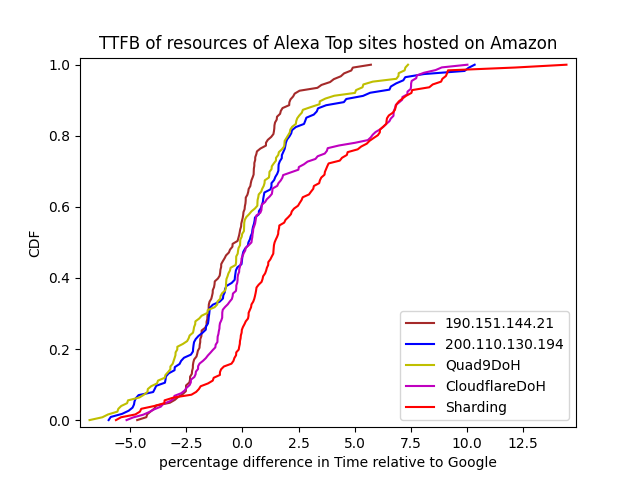 TTFB of resources of Alexa Top sites hosted on Amazon
1.0
0.8
0.6
0.4
0.2
0.0
CDF
190.151.144.21
200.110.130.194
Quad9DoH
CloudflareDoH
Sharding
−5.0 −2.5 0.0 2.5 5.0 7.5 10.0 12.5
percentage difference in Time relative to Google